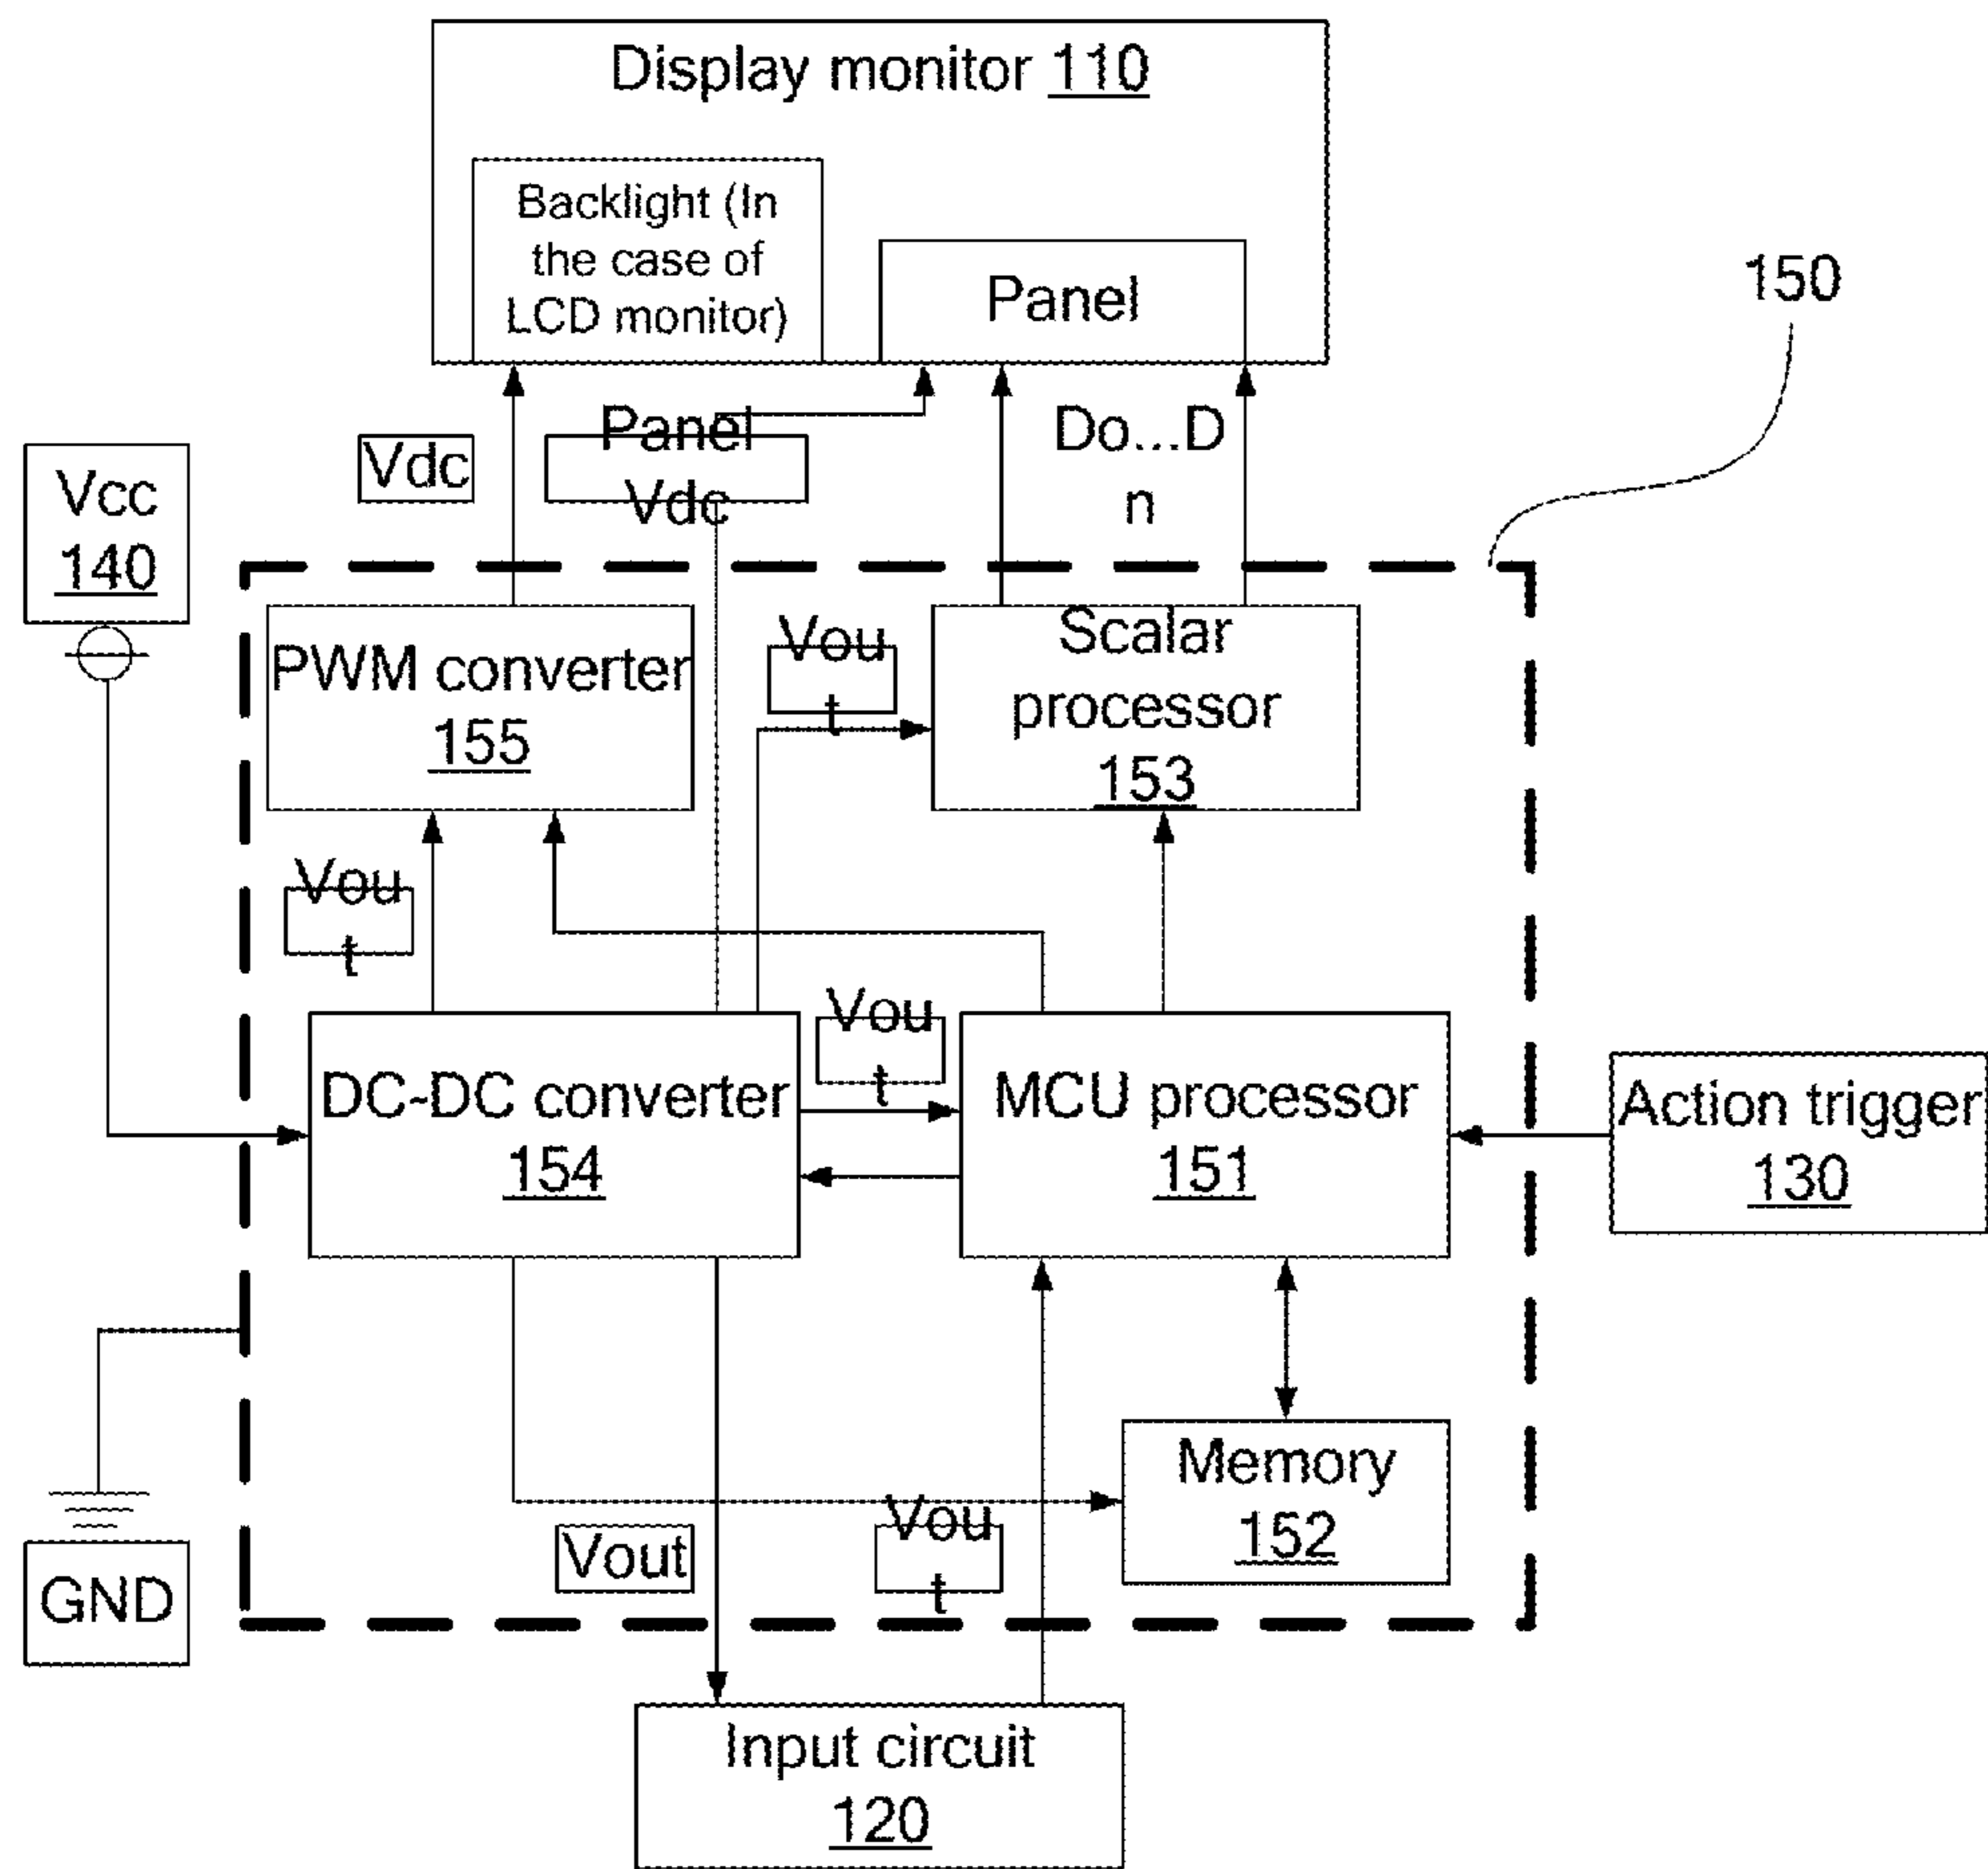 Display monitor 110
Backlight (In
the case of
LCD monitor)
Panel
150
Vcc
140
Vdc
Panel
Vdc
Do...D
n
PWM converter
155
Vou
t
Scalar
processor
153
Vou
t
Vou
t
DC-DC converter
154
MCU processor
151
Action trigger
130
Memory
152
Vout
Vou
t
GND
Input circuit
120